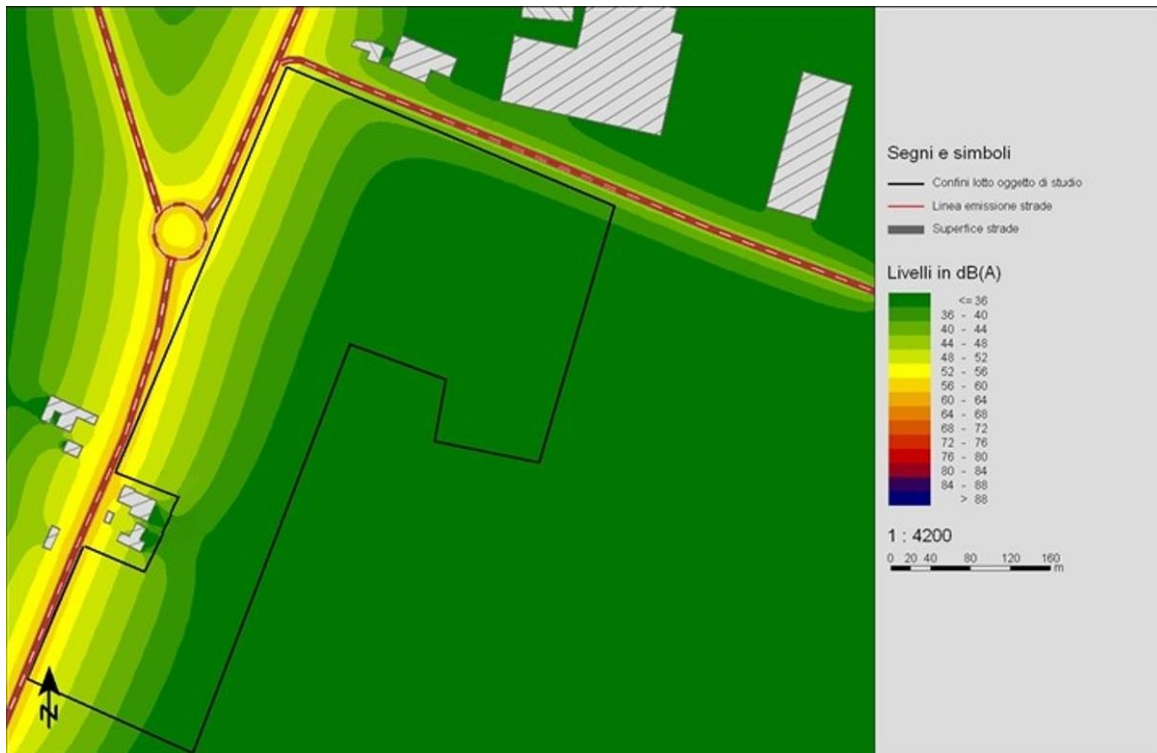 Segni e simboli
Confini lotto oggetto di studio
Linea emissione strade
Superfice strade
Livelli in dB(A)
<= 36
36 - 40
40 - 44
44 - 48
48 - 52
52 - 56
56 - 60
60 - 64
64 - 68
68 - 72
72 - 76
76 - 80
80 - 84
84 - 88
> 88
1 : 4200
0 20 40 80 120 160
m
N